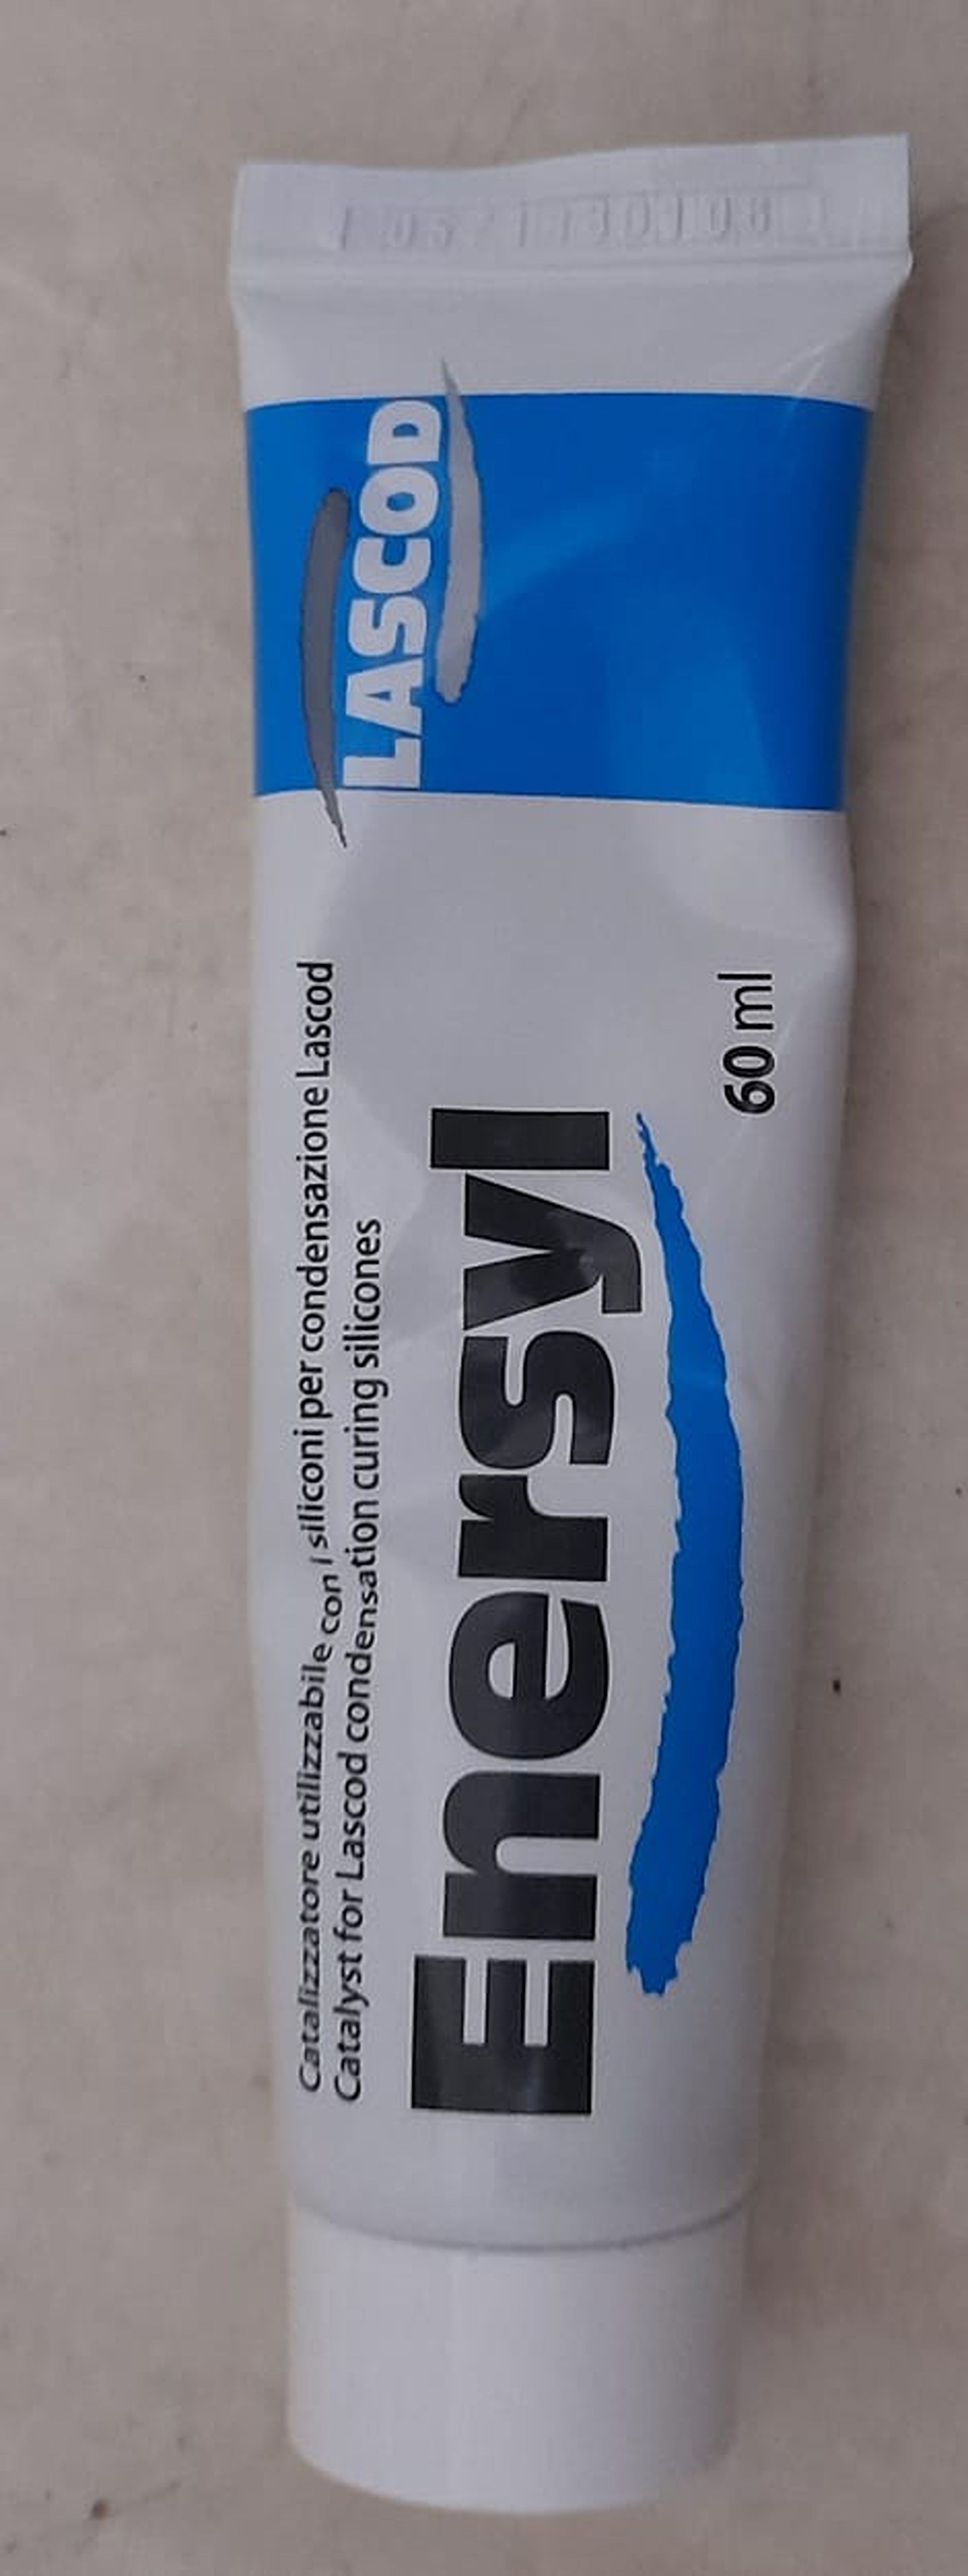 LASCOD
Catalizzatore utilizzabile con i siliconi per condensazione Lascod
Catalyst for Lascod condensation curing silicones
Enersyl
60 ml